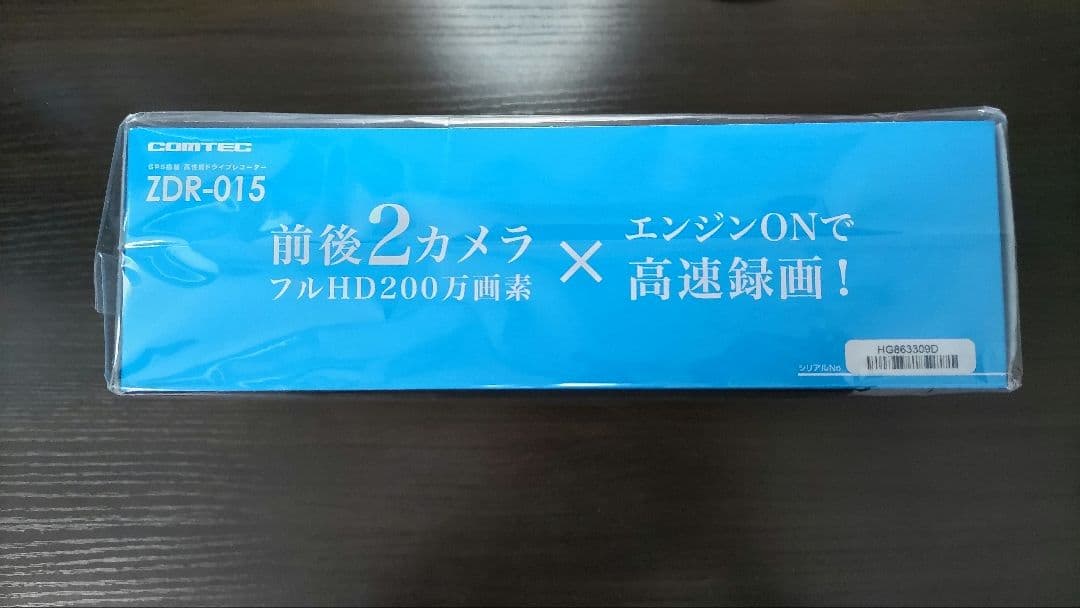 COMTEC
GPS搭載 高性能ドライブレコーダー
ZDR-015
前後2カメラ
フルHD200万画素
×
エンジンONで
高速録画!
シリアルNo.
HG863309D